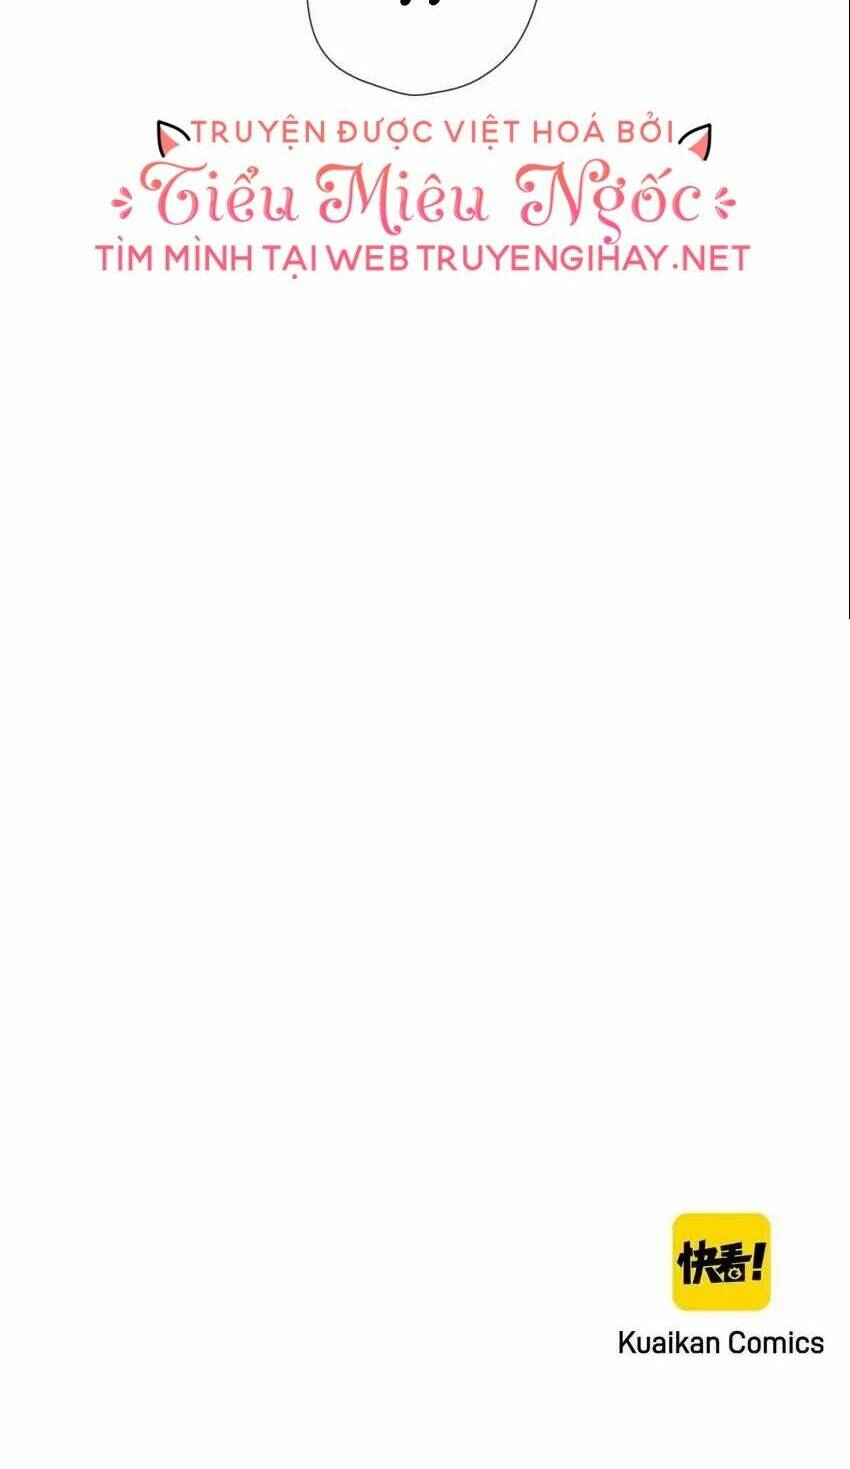 TRUYỆN ĐƯỢC VIỆT HOÁ BỞI
Tiểu Miêu Ngốc
TÌM MÌNH TẠI WEB TRUYENGIHAY.NET
快看!
Kuaikan Comics